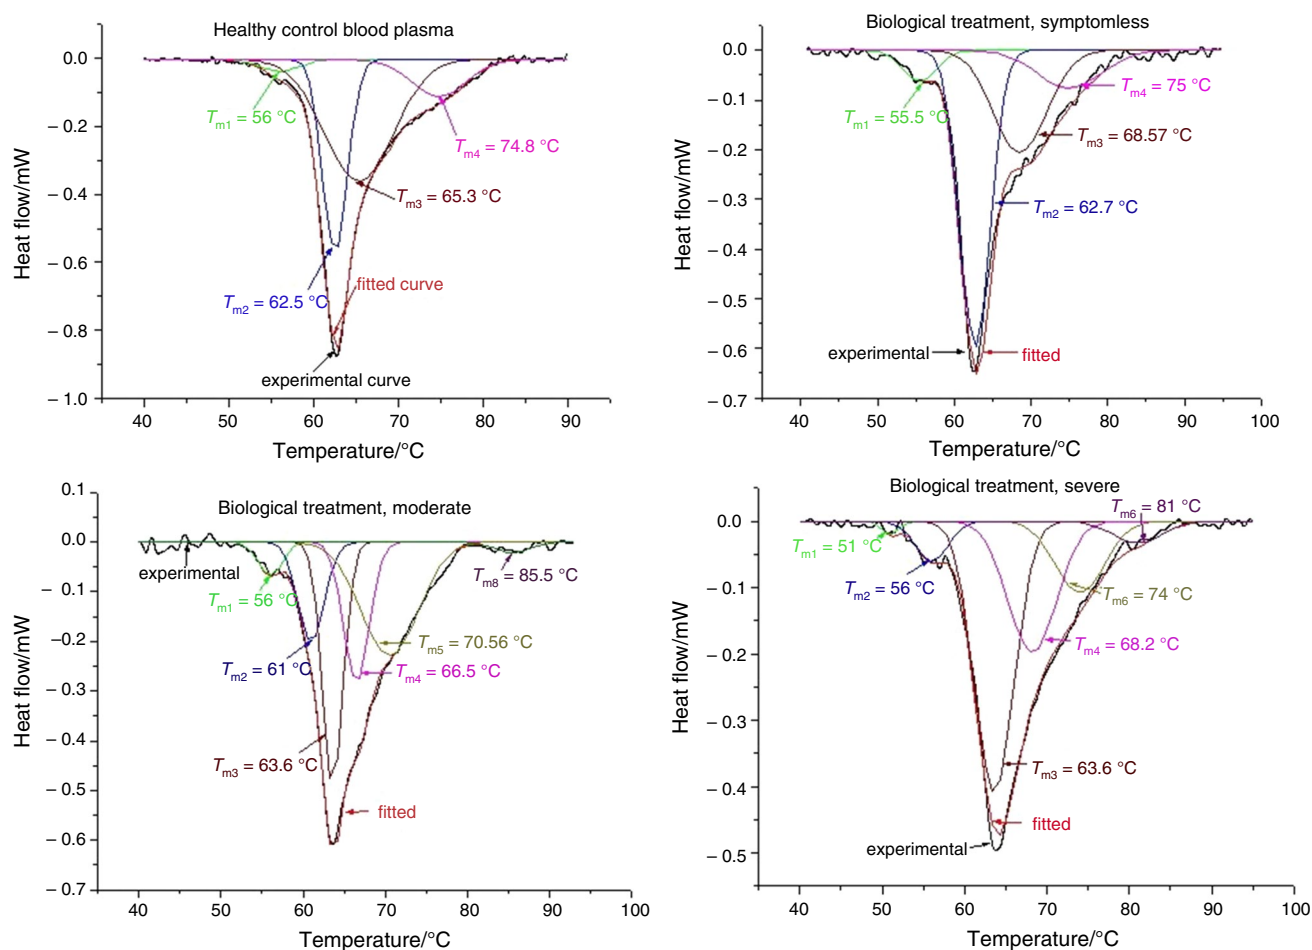 Healthy control blood plasma
0.0
– 0.2
– 0.4
– 0.6
– 0.8
– 1.0
Heat flow/mW
Tm1 = 56 °C
Tm4 = 74.8 °C
Tm3 = 65.3 °C
Tm2 = 62.5 °C
fitted curve
experimental curve
40 50 60 70 80 90
Temperature/°C
Biological treatment, symptomless
0.0
– 0.1
– 0.2
– 0.3
– 0.4
– 0.5
– 0.6
– 0.7
Heat flow/mW
Tm1 = 55.5 °C
Tm4 = 75 °C
Tm3 = 68.57 °C
Tm2 = 62.7 °C
experimental
fitted
40 50 60 70 80 90 100
Temperature/°C
Biological treatment, moderate
0.1
0.0
– 0.1
– 0.2
– 0.3
– 0.4
– 0.5
– 0.6
– 0.7
Heat flow/mW
experimental
Tm8 = 85.5 °C
Tm1 = 56 °C
Tm5 = 70.56 °C
Tm2 = 61 °C
Tm4 = 66.5 °C
Tm3 = 63.6 °C
fitted
40 50 60 70 80 90 100
Temperature/°C
Biological treatment, severe
0.0
– 0.1
– 0.2
– 0.3
– 0.4
– 0.5
Heat flow/mW
Tm6 = 81 °C
Tm1 = 51 °C
Tm2 = 56 °C
Tm6 = 74 °C
Tm4 = 68.2 °C
Tm3 = 63.6 °C
fitted
experimental
40 50 60 70 80 90 100
Temperature/°C